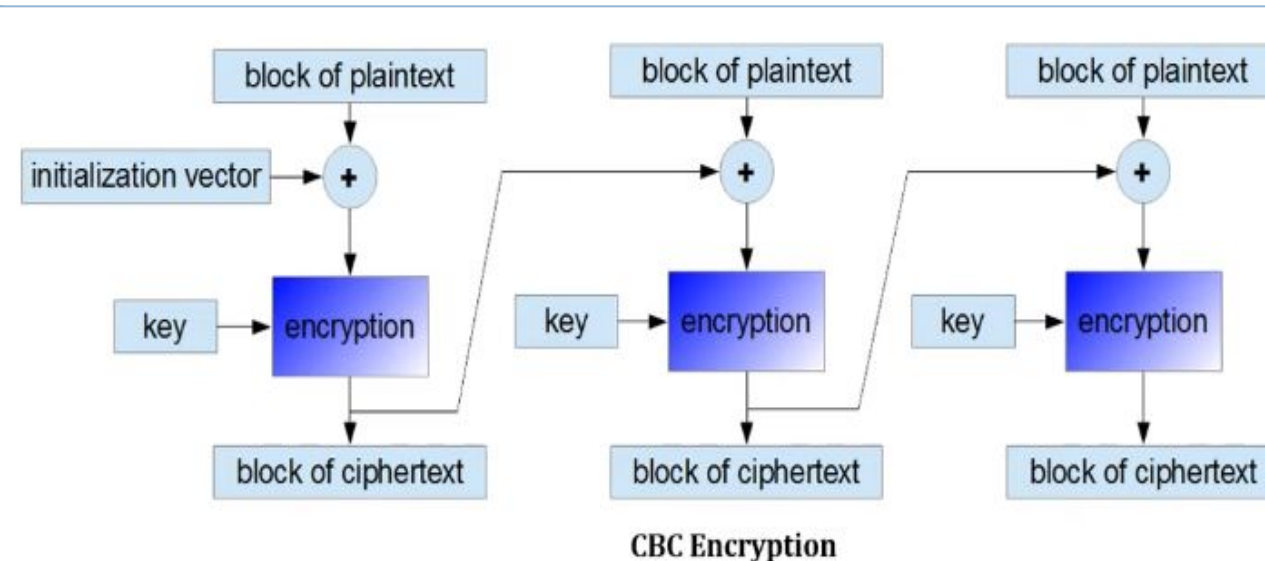 block of plaintext
block of plaintext
block of plaintext
initialization vector
+
+
+
key
encryption
key
encryption
key
encryption
block of ciphertext
block of ciphertext
block of ciphertext
CBC Encryption